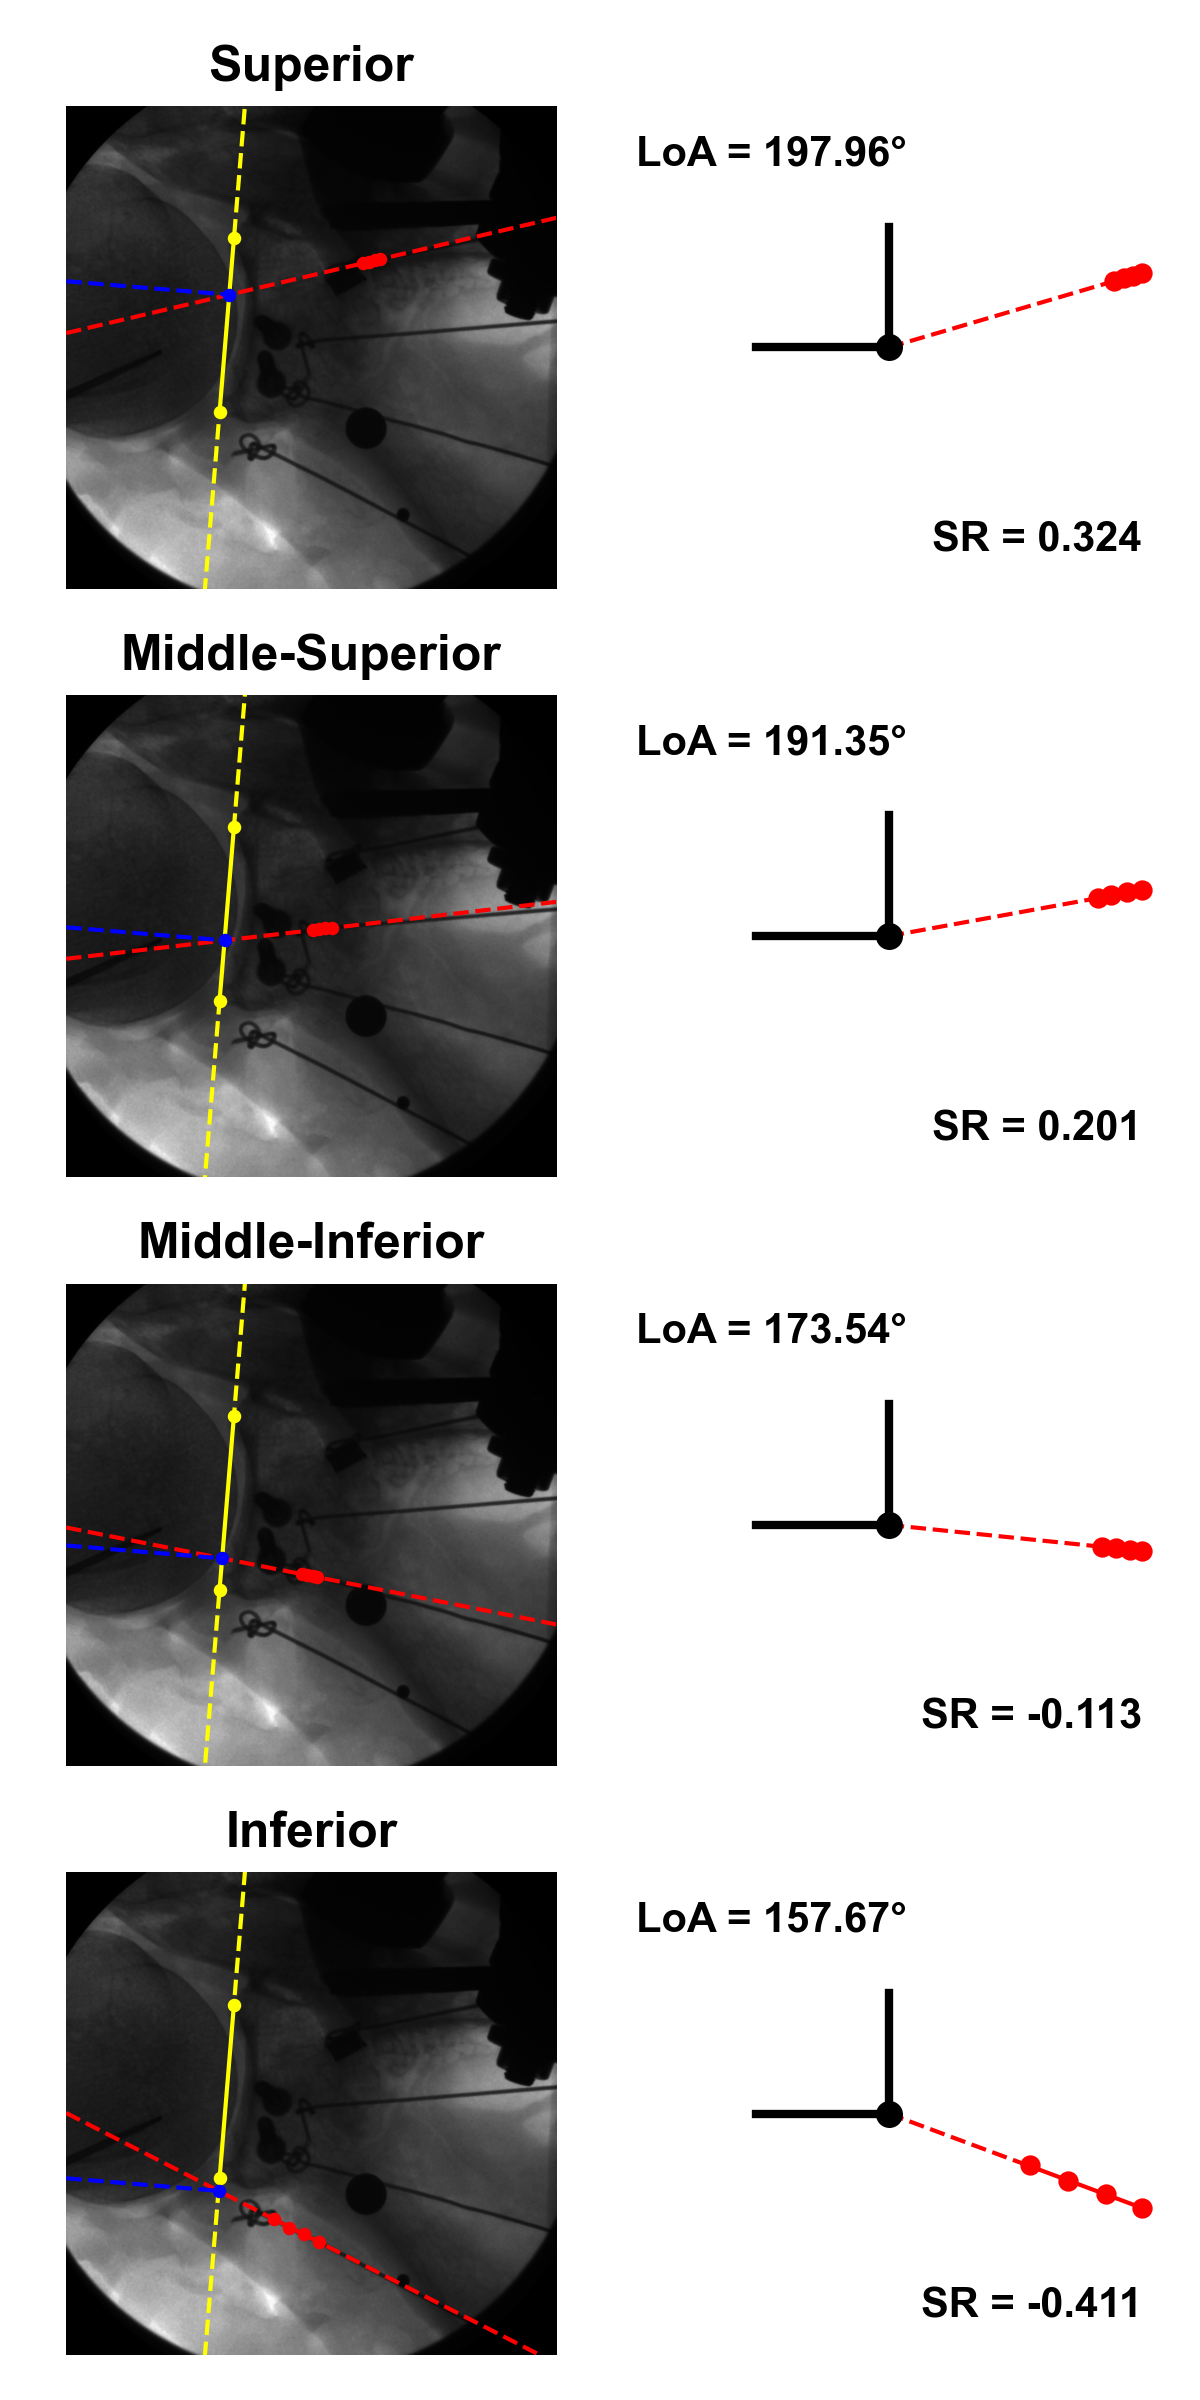 Superior
LoA = 197.96°
SR = 0.324
Middle-Superior
LoA = 191.35°
SR = 0.201
Middle-Inferior
LoA = 173.54°
SR = -0.113
Inferior
LoA = 157.67°
SR = -0.411